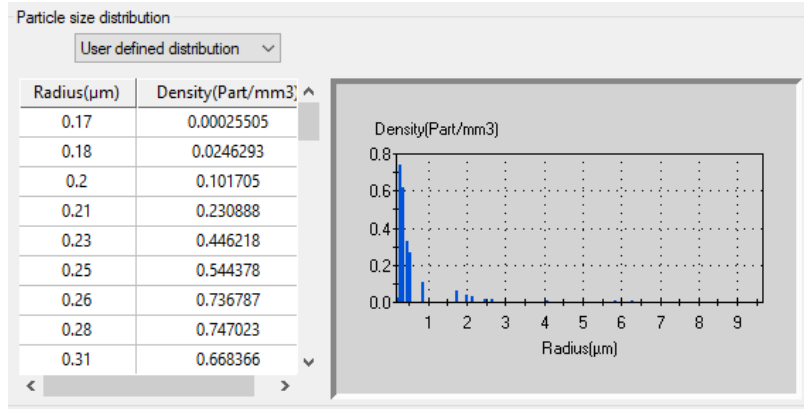 Particle size distribution
User defined distribution
Radius(µm) Density(Part/mm3)
0.17 0.00025505
0.18 0.0246293
0.2 0.101705
0.21 0.230888
0.23 0.446218
0.25 0.544378
0.26 0.736787
0.28 0.747023
0.31 0.668366
Density(Part/mm3)
0.8
0.6
0.4
0.2
0.0
1 2 3 4 5 6 7 8 9
Radius(µm)